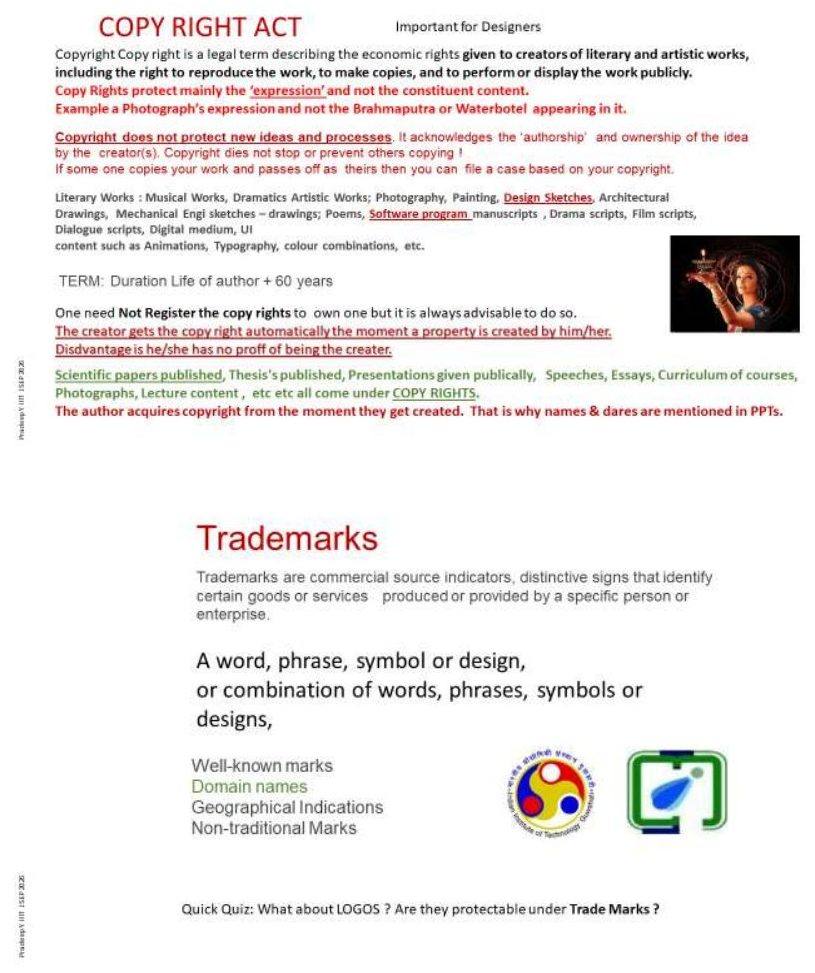 COPY RIGHT ACT
Important for Designers
Copyright Copy right is a legal term describing the economic rights given to creators of literary and artistic works,
including the right to reproduce the work, to make copies, and to perform or display the work publicly.
Copy Rights protect mainly the ‘expression’ and not the constituent content.
Example a Photograph’s expression and not the Brahmaputra or Waterbotel appearing in it.
Copyright does not protect new ideas and processes. It acknowledges the ‘authorship’ and ownership of the idea
by the creator(s). Copyright dies not stop or prevent others copying !
If some one copies your work and passes off as theirs then you can file a case based on your copyright.
Literary Works : Musical Works, Dramatics Artistic Works; Photography, Painting, Design Sketches, Architectural
Drawings, Mechanical Engi sketches – drawings; Poems, Software program manuscripts , Drama scripts, Film scripts,
Dialogue scripts, Digital medium, UI
content such as Animations, Typography, colour combinations, etc.
TERM: Duration Life of author + 60 years
One need Not Register the copy rights to own one but it is always advisable to do so.
The creator gets the copy right automatically the moment a property is created by him/her.
Disdvantage is he/she has no proff of being the creater.
Scientific papers published, Thesis's published, Presentations given publically, Speeches, Essays, Curriculum of courses,
Photographs, Lecture content , etc etc all come under COPY RIGHTS.
The author acquires copyright from the moment they get created. That is why names & dares are mentioned in PPTs.
Trademarks
Trademarks are commercial source indicators, distinctive signs that identify
certain goods or services produced or provided by a specific person or
enterprise.
A word, phrase, symbol or design,
or combination of words, phrases, symbols or
designs,
Well-known marks
Domain names
Geographical Indications
Non-traditional Marks
Indian Institute of Technology Guwahati
Quick Quiz: What about LOGOS ? Are they protectable under Trade Marks ?